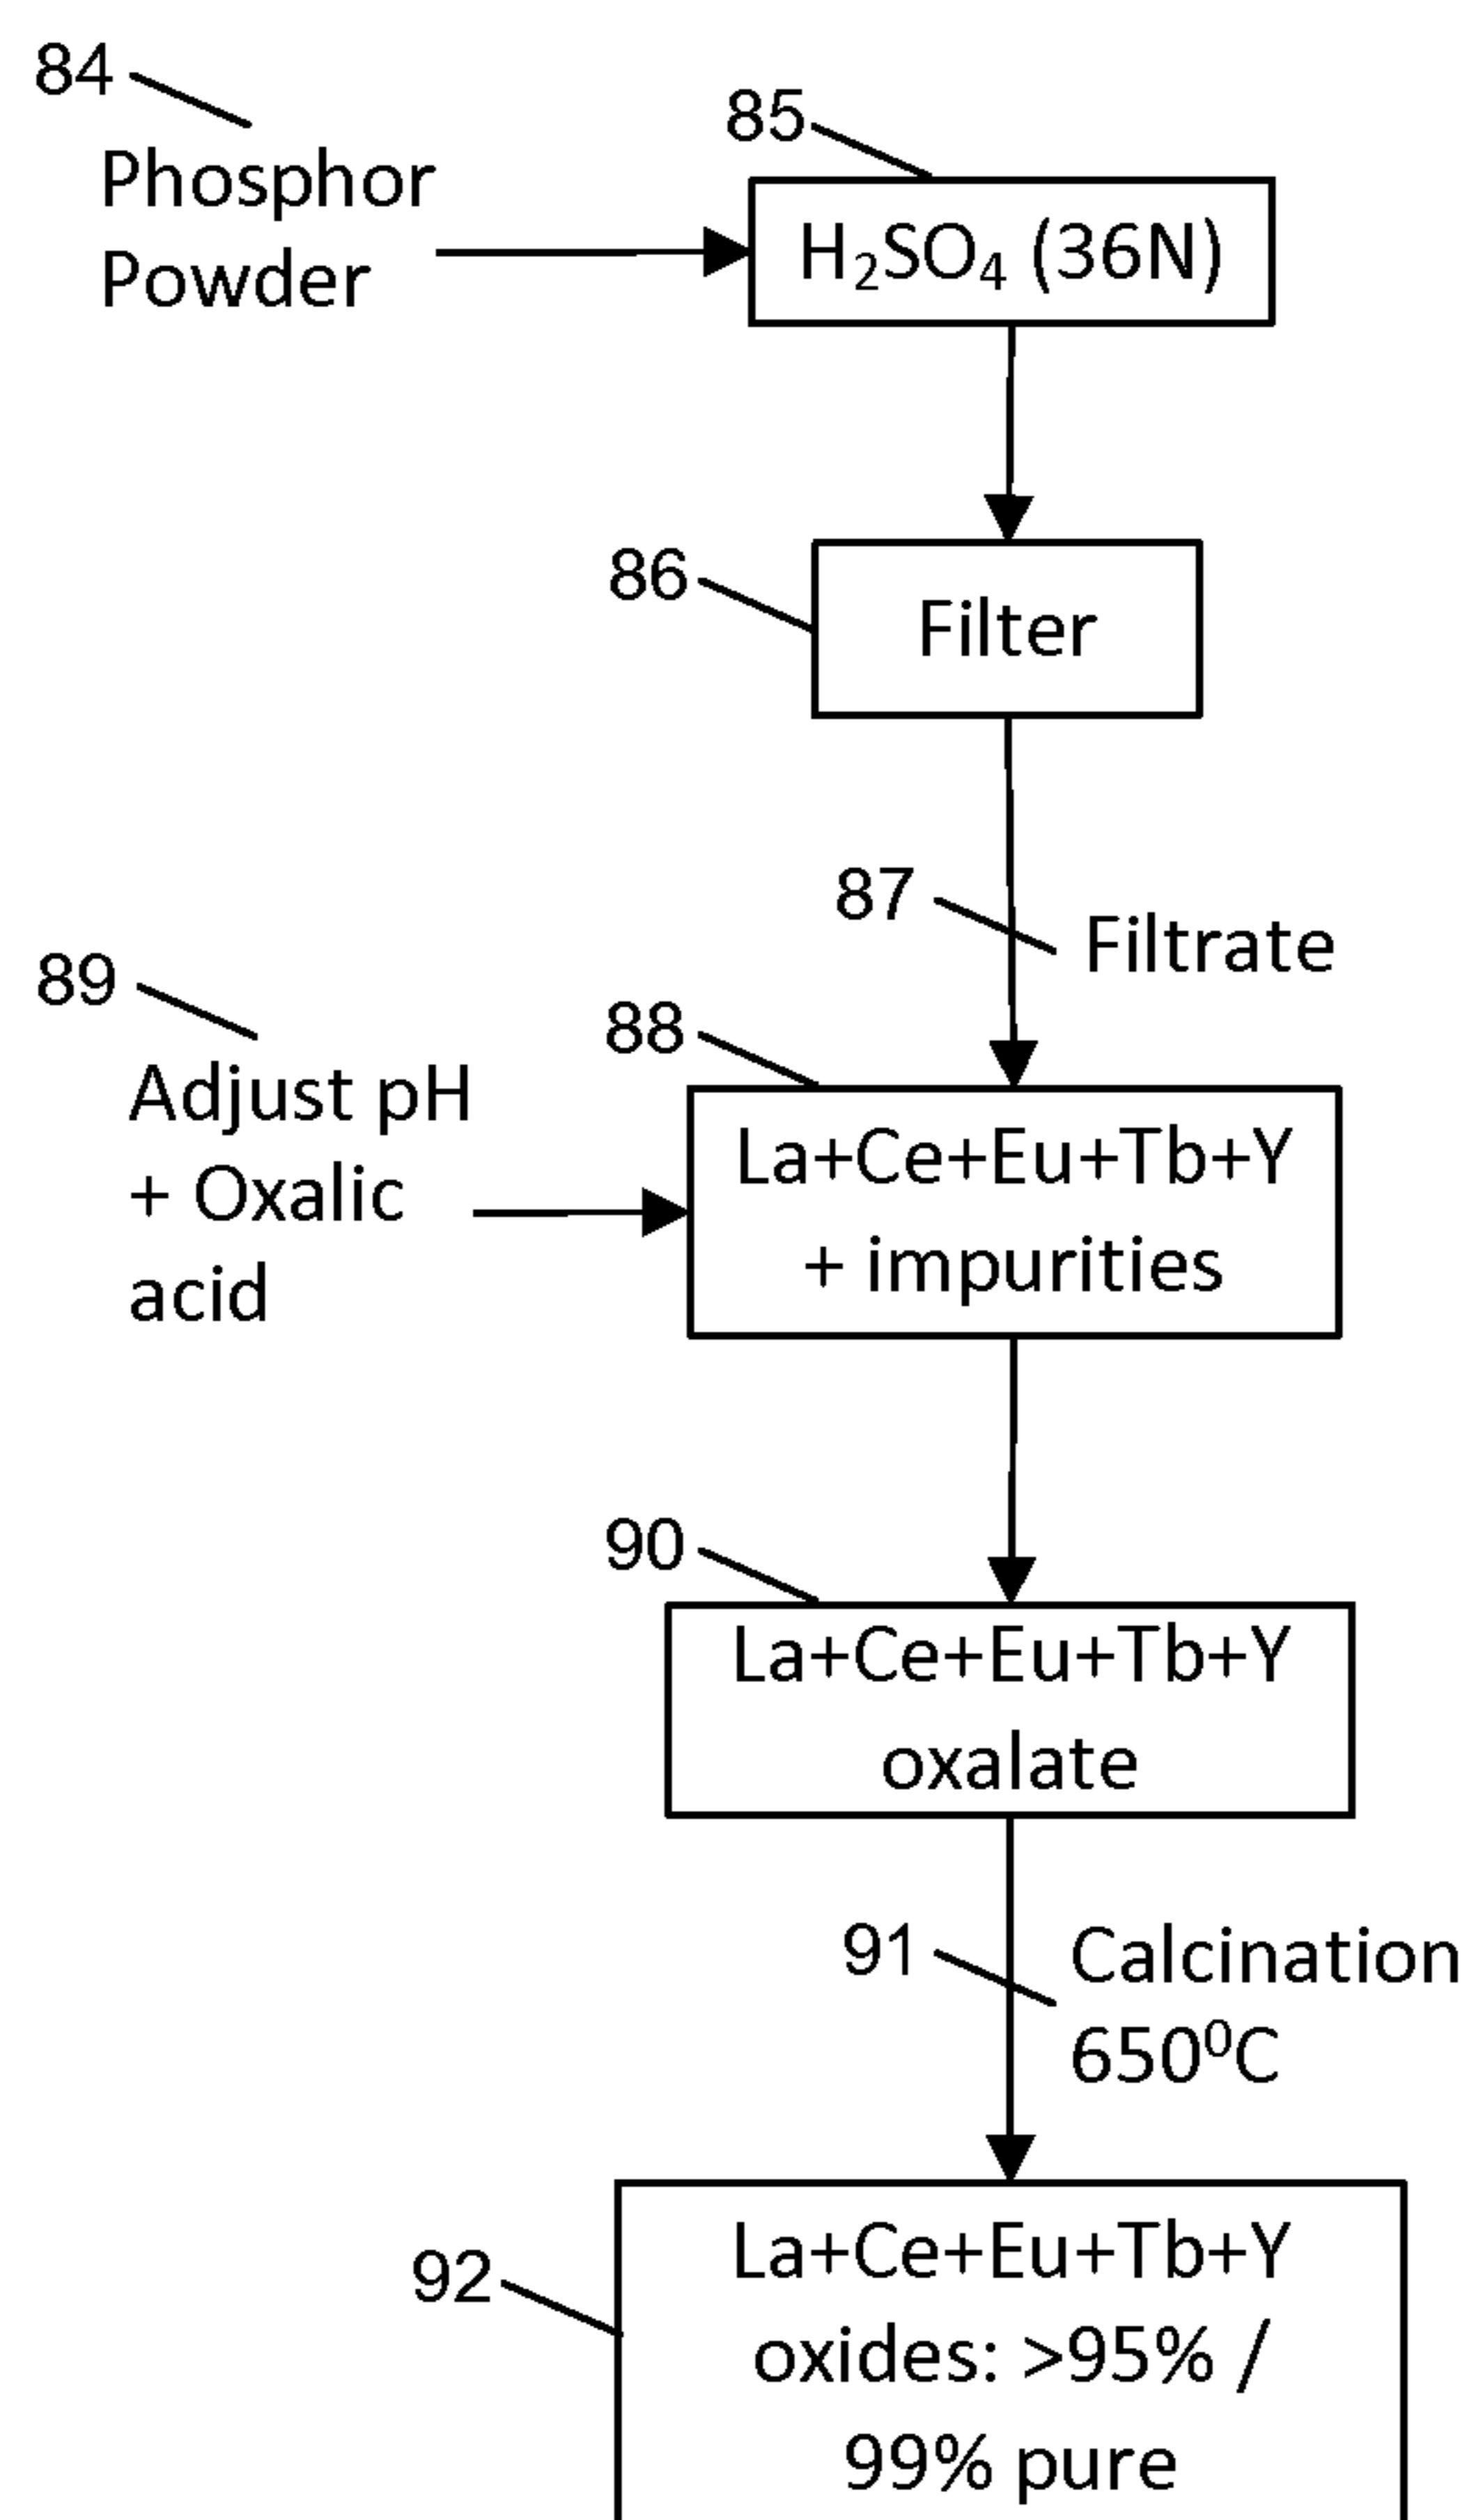 84
Phosphor
Powder
85
H₂SO₄ (36N)
86
Filter
87
Filtrate
89
Adjust pH
+ Oxalic
acid
88
La+Ce+Eu+Tb+Y
+ impurities
90
La+Ce+Eu+Tb+Y
oxalate
91
Calcination
650⁰C
92
La+Ce+Eu+Tb+Y
oxides: >95% /
99% pure